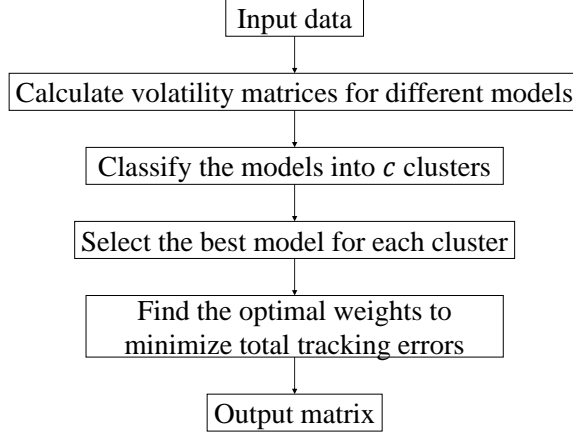 Input data
Calculate volatility matrices for different models
Classify the models into c clusters
Select the best model for each cluster
Find the optimal weights to
minimize total tracking errors
Output matrix